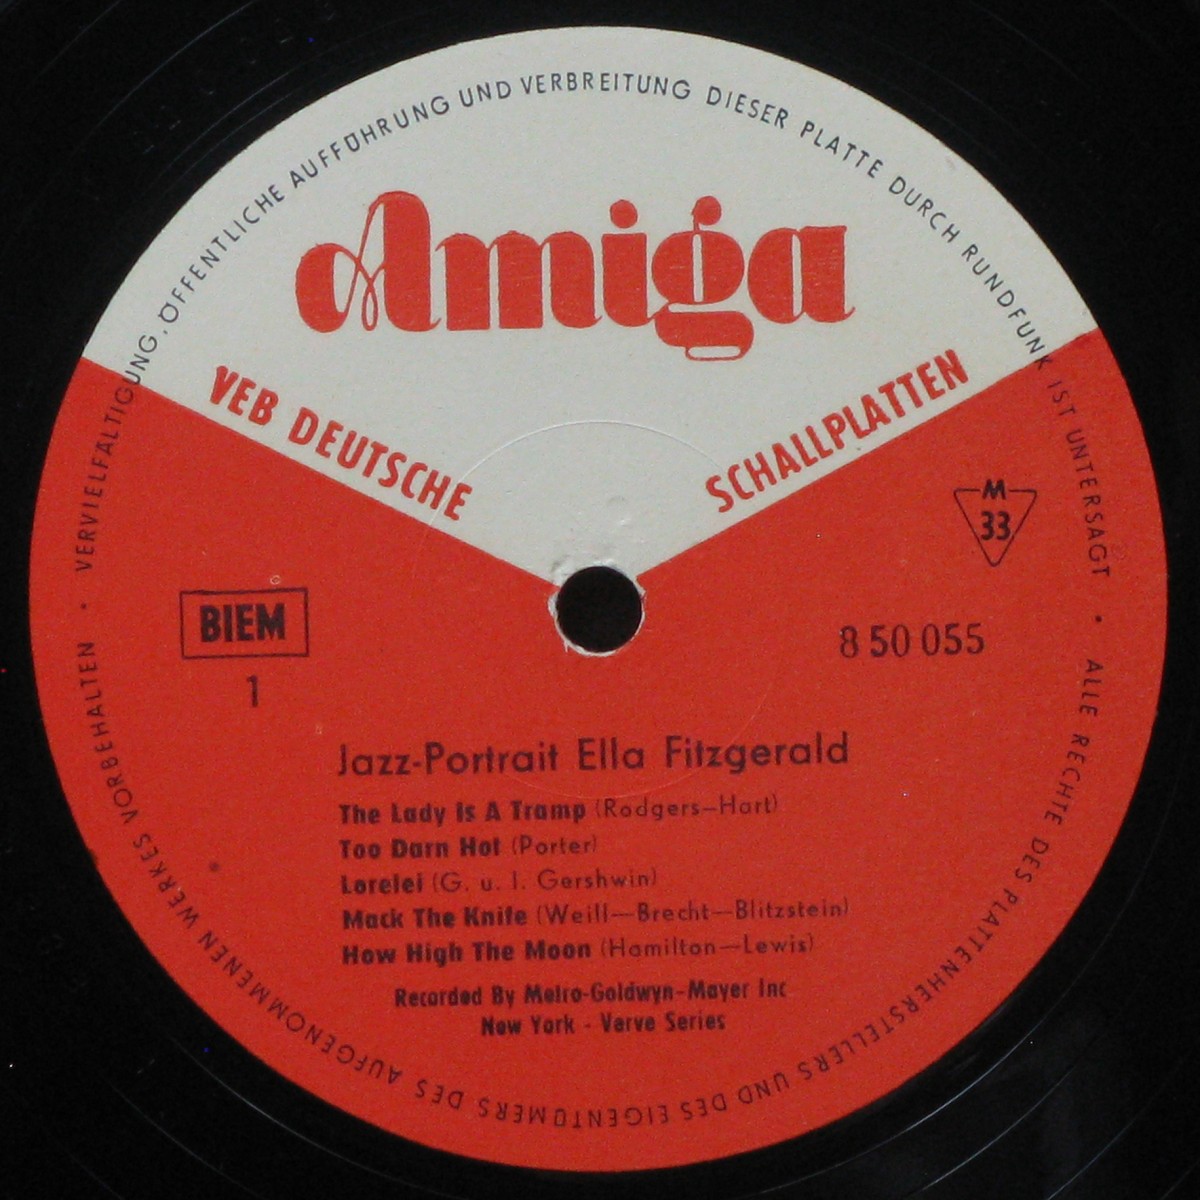 VERVIELFÄLTIGUNG, ÖFFENTLICHE AUFFÜHRUNG UND VERBREITUNG DIESER PLATTE DURCH RUNDFUNK IST UNTERSAGT •
ALLE RECHTE DES PLATTENHERSTELLERS UND DES EIGENTÜMERS DES AUFGENOMMENEN WERKES VORBEHALTEN •
Amiga
VEB DEUTSCHE SCHALLPLATTEN
M
33
BIEM
8 50 055
1
Jazz-Portrait Ella Fitzgerald
The Lady Is A Tramp (Rodgers—Hart)
Too Darn Hot (Porter)
Lorelei (G. u. I. Gershwin)
Mack The Knife (Weill—Brecht—Blitzstein)
How High The Moon (Hamilton—Lewis)
Recorded By Metro-Goldwyn-Mayer Inc
New York - Verve Series